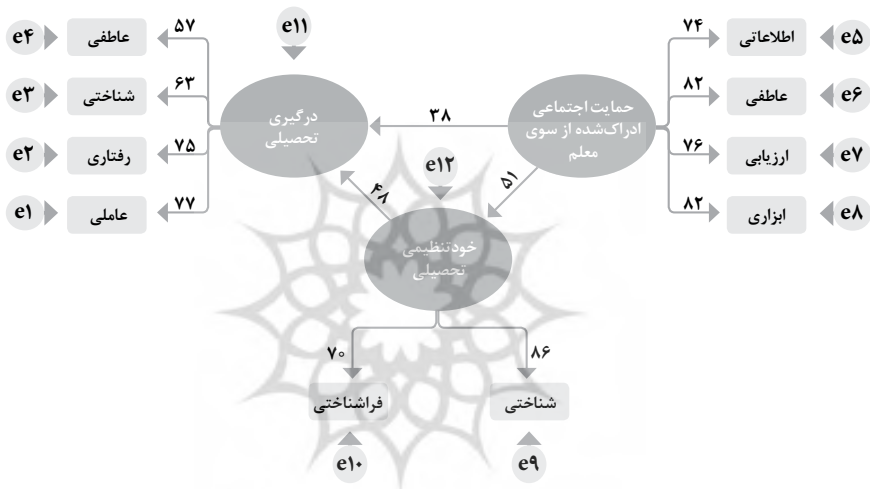 e۱۱
۵۷
عاطفی
e۴
۶۳
شناختی
e۳
۷۵
رفتاری
e۲
۷۷
عاملی
e۱
درگیری
تحصیلی
۳۸
حمایت اجتماعی
ادراک‌شده از سوی
معلم
۷۴
اطلاعاتی
e۵
۸۲
عاطفی
e۶
۷۶
ارزیابی
e۷
۸۲
ابزاری
e۸
e۱۲
۵۱
۴۸
خودتنظیمی
تحصیلی
۸۶
۷۰
شناختی
فراشناختی
e۹
e۱۰